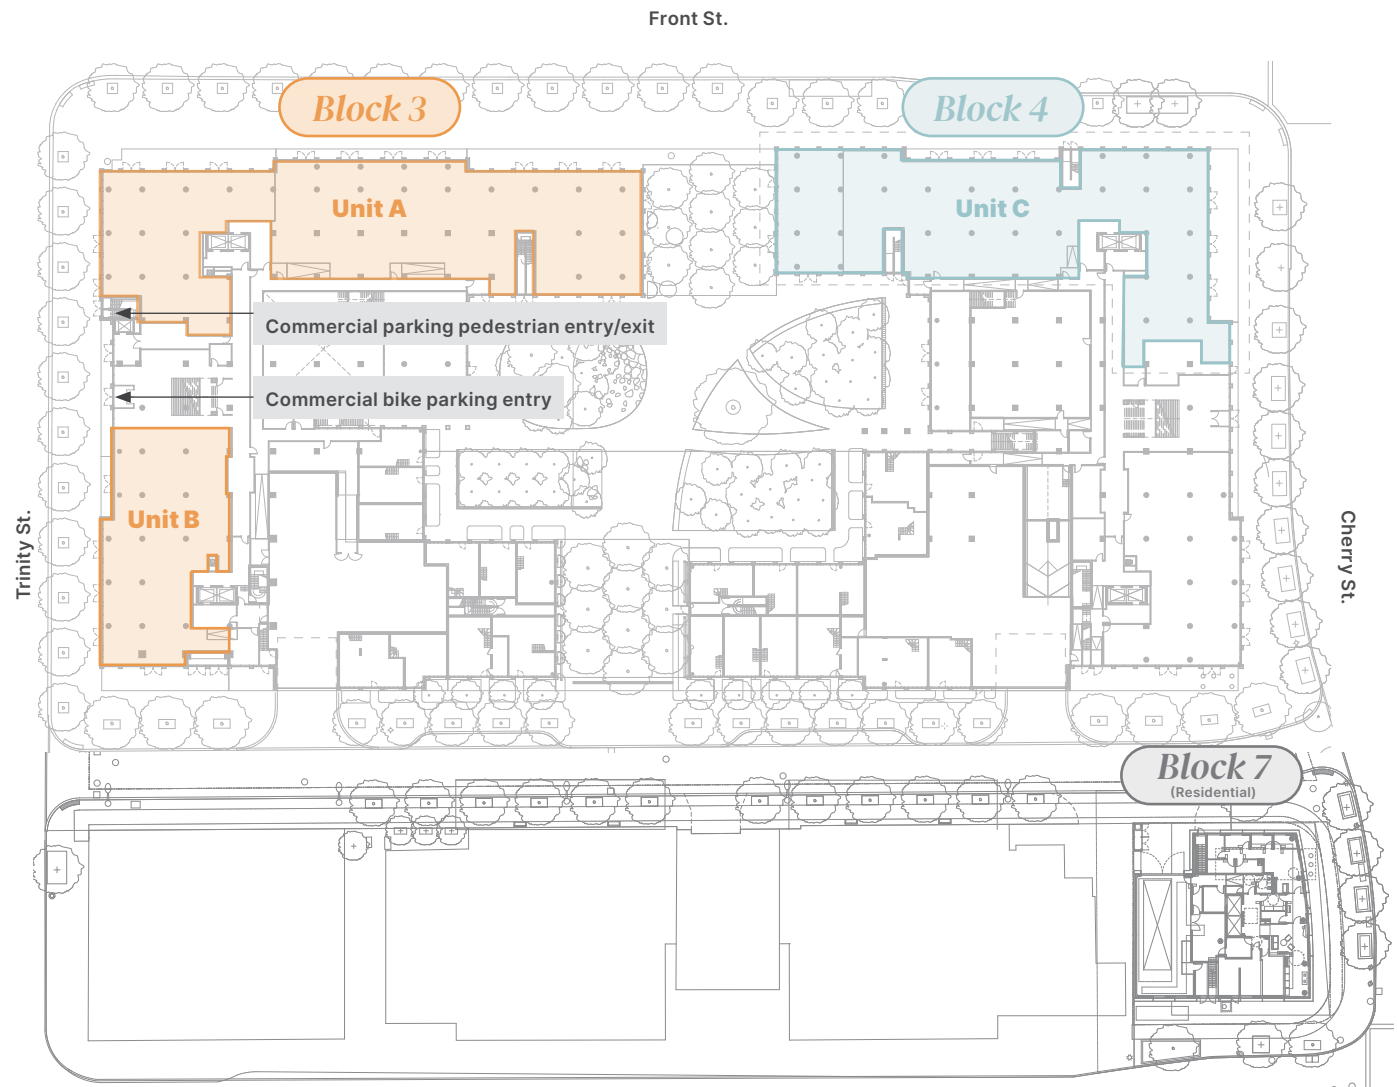 Front St.
Block 3
Block 4
Unit A
Unit C
Commercial parking pedestrian entry/exit
Commercial bike parking entry
Unit B
Trinity St.
Cherry St.
Block 7
(Residential)